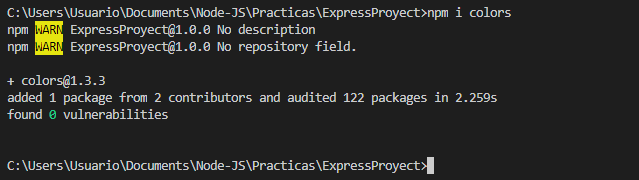 C:\Users\Usuario\Documents\Node-JS\Practicas\ExpressProyect>npm i colors
npm WARN ExpressProyect@1.0.0 No description
npm WARN ExpressProyect@1.0.0 No repository field.
+ colors@1.3.3
added 1 package from 2 contributors and audited 122 packages in 2.259s
found 0 vulnerabilities
C:\Users\Usuario\Documents\Node-JS\Practicas\ExpressProyect>